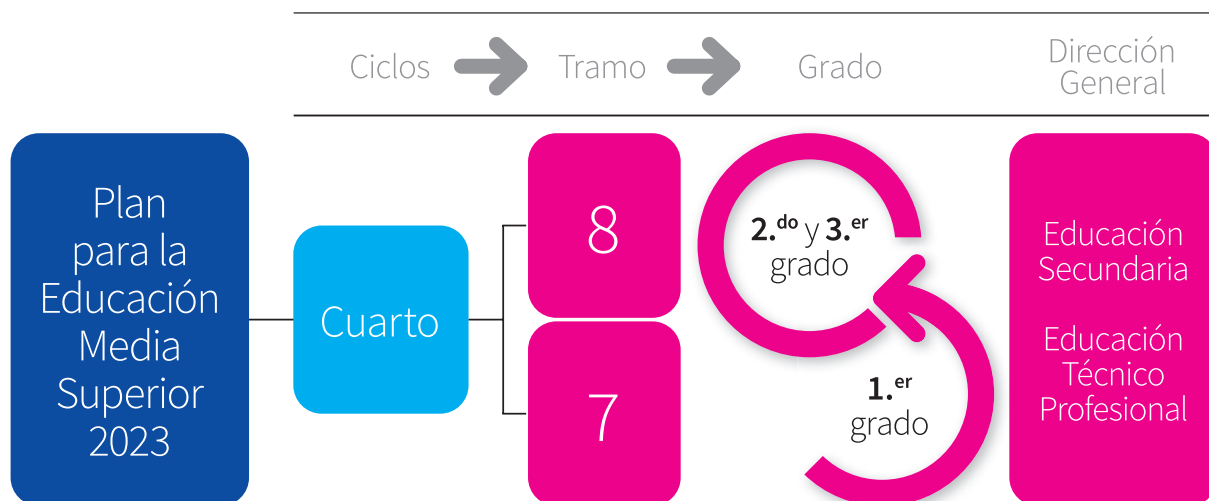 Ciclos
Tramo
Grado
Dirección
General
Plan
para la
Educación
Media
Superior
2023
Cuarto
8
7
2.do y 3.er
grado
1.er
grado
Educación
Secundaria
Educación
Técnico
Profesional